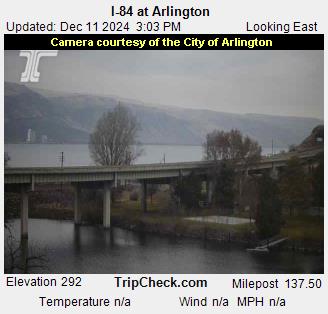 I-84 at Arlington
Updated: Dec 11 2024 3:03 PM Looking East
Camera courtesy of the City of Arlington
Elevation 292 TripCheck.com Milepost 137.50
Temperature n/a Wind n/a MPH n/a